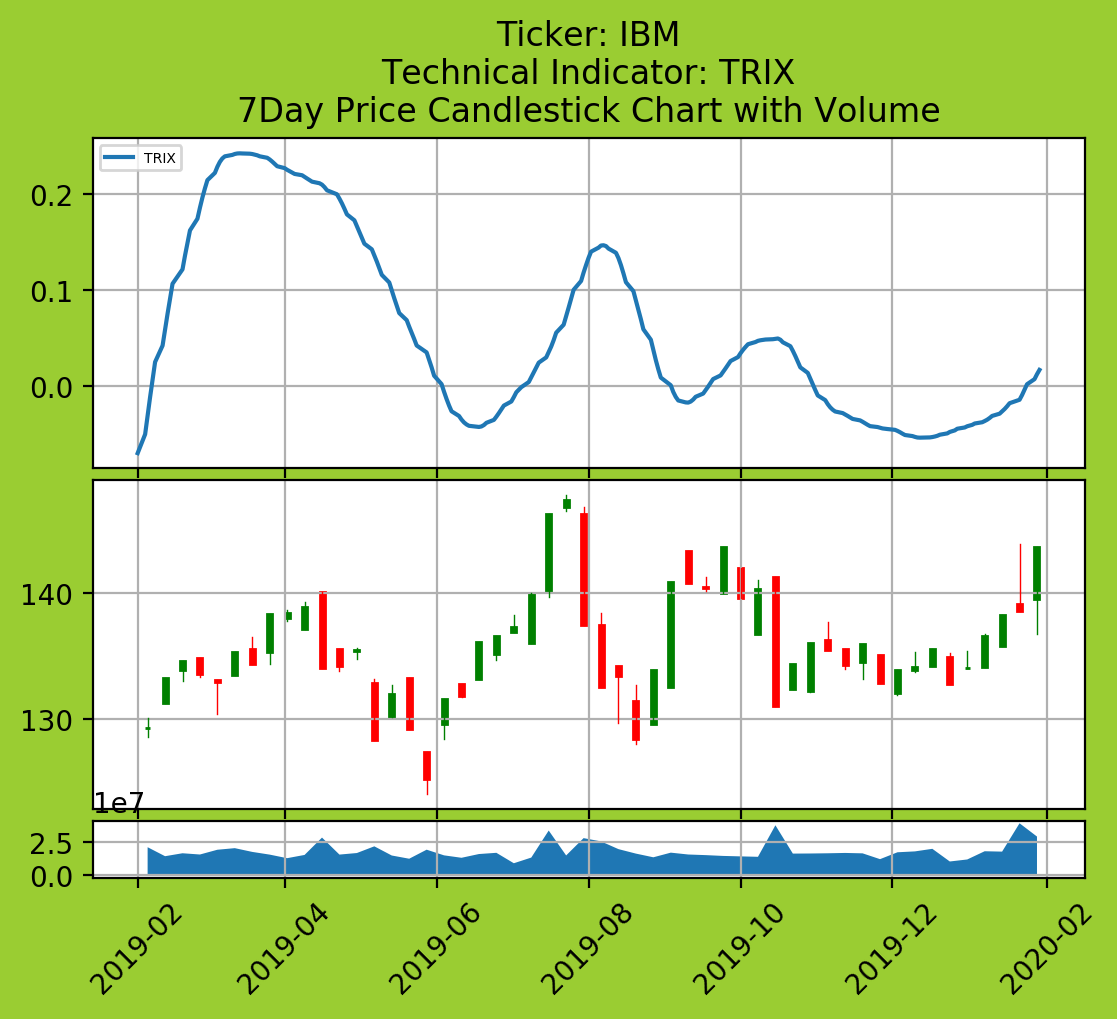 Ticker: IBM
Technical Indicator: TRIX
7Day Price Candlestick Chart with Volume
TRIX
0.2
0.1
0.0
140
130
1e7
2.5
0.0
2019-02
2019-04
2019-06
2019-08
2019-10
2019-12
2020-02